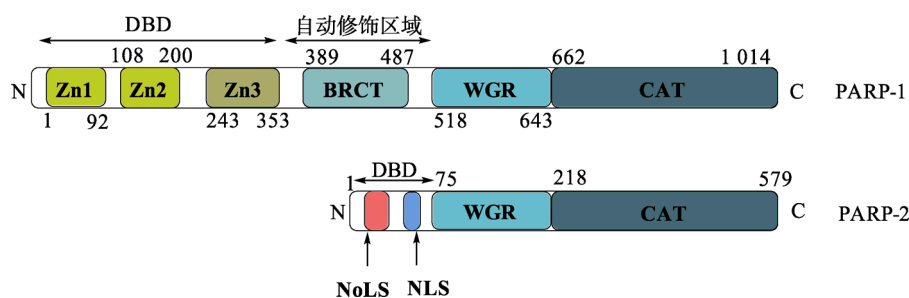 DBD 自动修饰区域
108 200 389 487 662 1 014
N Zn1 Zn2 Zn3 BRCT WGR CAT C PARP-1
1 92 243 353 518 643
DBD
1 75 218 579
N WGR CAT C PARP-2
NoLS NLS